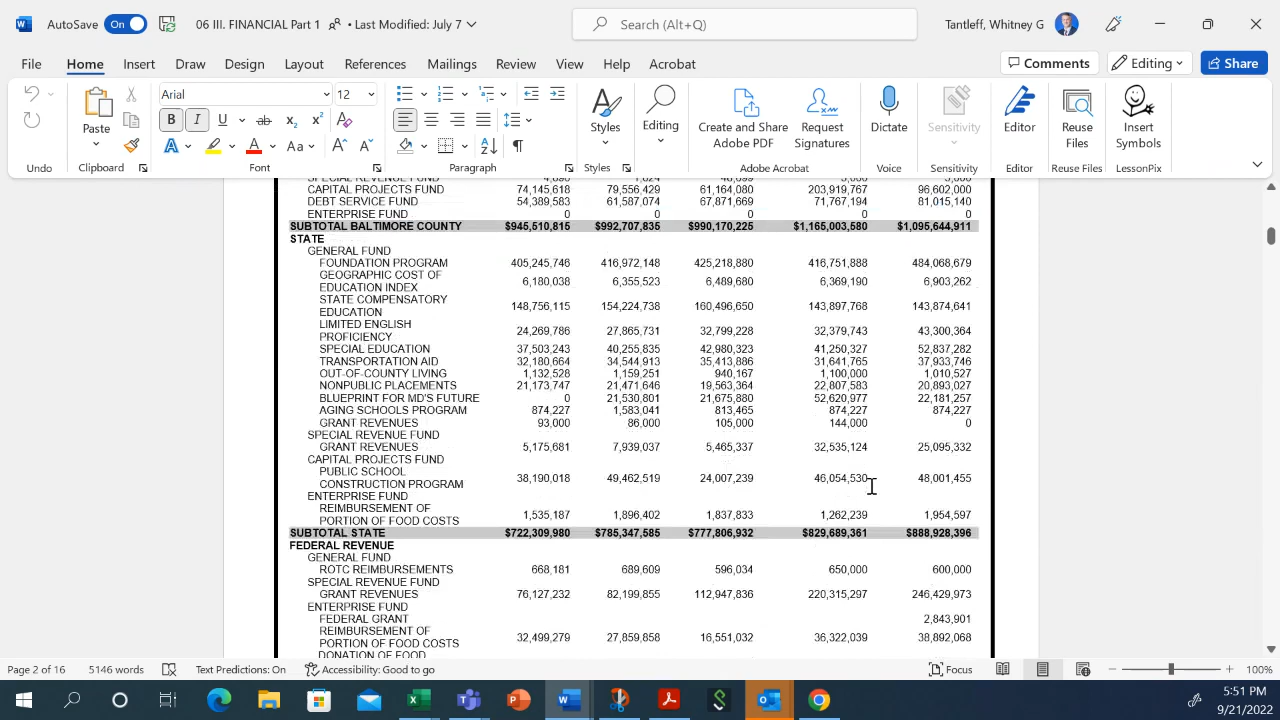 AutoSave On 06 III. FINANCIAL Part 1 • Last Modified: July 7 Search (Alt+Q) Tantleff, Whitney G
File Home Insert Draw Design Layout References Mailings Review View Help Acrobat Comments Editing Share
Arial 12
Paste Styles Editing Create and Share Adobe PDF Request Signatures Dictate Sensitivity Editor Reuse Files Insert Symbols
Undo Clipboard Font Paragraph Styles Adobe Acrobat Voice Sensitivity Editor Reuse Files LessonPix
CAPITAL PROJECTS FUND 74,145,618 79,556,429 61,164,080 203,919,767 96,602,000
DEBT SERVICE FUND 54,389,583 61,587,074 67,871,669 71,767,194 81,015,140
ENTERPRISE FUND 0 0 0 0 0
SUBTOTAL BALTIMORE COUNTY $945,510,815 $992,707,835 $990,170,225 $1,165,003,580 $1,095,644,911
STATE
GENERAL FUND
FOUNDATION PROGRAM 405,245,746 416,972,148 425,218,880 416,751,888 484,068,679
GEOGRAPHIC COST OF
EDUCATION INDEX 6,180,038 6,355,523 6,489,680 6,369,190 6,903,262
STATE COMPENSATORY
EDUCATION 148,756,115 154,224,738 160,496,650 143,897,768 143,874,641
LIMITED ENGLISH
PROFICIENCY 24,269,786 27,865,731 32,799,228 32,379,743 43,300,364
SPECIAL EDUCATION 37,503,243 40,255,835 42,980,323 41,250,327 52,837,282
TRANSPORTATION AID 32,180,664 34,544,913 35,413,886 31,641,765 37,933,746
OUT-OF-COUNTY LIVING 1,132,528 1,159,251 940,167 1,100,000 1,010,527
NONPUBLIC PLACEMENTS 21,173,747 21,471,646 19,563,364 22,807,583 20,893,027
BLUEPRINT FOR MD'S FUTURE 0 21,530,801 21,675,880 52,620,977 22,181,257
AGING SCHOOLS PROGRAM 874,227 1,583,041 813,465 874,227 874,227
GRANT REVENUES 93,000 86,000 105,000 144,000 0
SPECIAL REVENUE FUND
GRANT REVENUES 5,175,681 7,939,037 5,465,337 32,535,124 25,095,332
CAPITAL PROJECTS FUND
PUBLIC SCHOOL
CONSTRUCTION PROGRAM 38,190,018 49,462,519 24,007,239 46,054,530 48,001,455
ENTERPRISE FUND
REIMBURSEMENT OF
PORTION OF FOOD COSTS 1,535,187 1,896,402 1,837,833 1,262,239 1,954,597
SUBTOTAL STATE $722,309,980 $785,347,585 $777,806,932 $829,689,361 $888,928,396
FEDERAL REVENUE
GENERAL FUND
ROTC REIMBURSEMENTS 668,181 689,609 596,034 650,000 600,000
SPECIAL REVENUE FUND
GRANT REVENUES 76,127,232 82,199,855 112,947,836 220,315,297 246,429,973
ENTERPRISE FUND
FEDERAL GRANT 2,843,901
REIMBURSEMENT OF
PORTION OF FOOD COSTS 32,499,279 27,859,858 16,551,032 36,322,039 38,892,068
DONATION OF FOOD
Page 2 of 16 5146 words Text Predictions: On Accessibility: Good to go Focus 100%
5:51 PM
9/21/2022